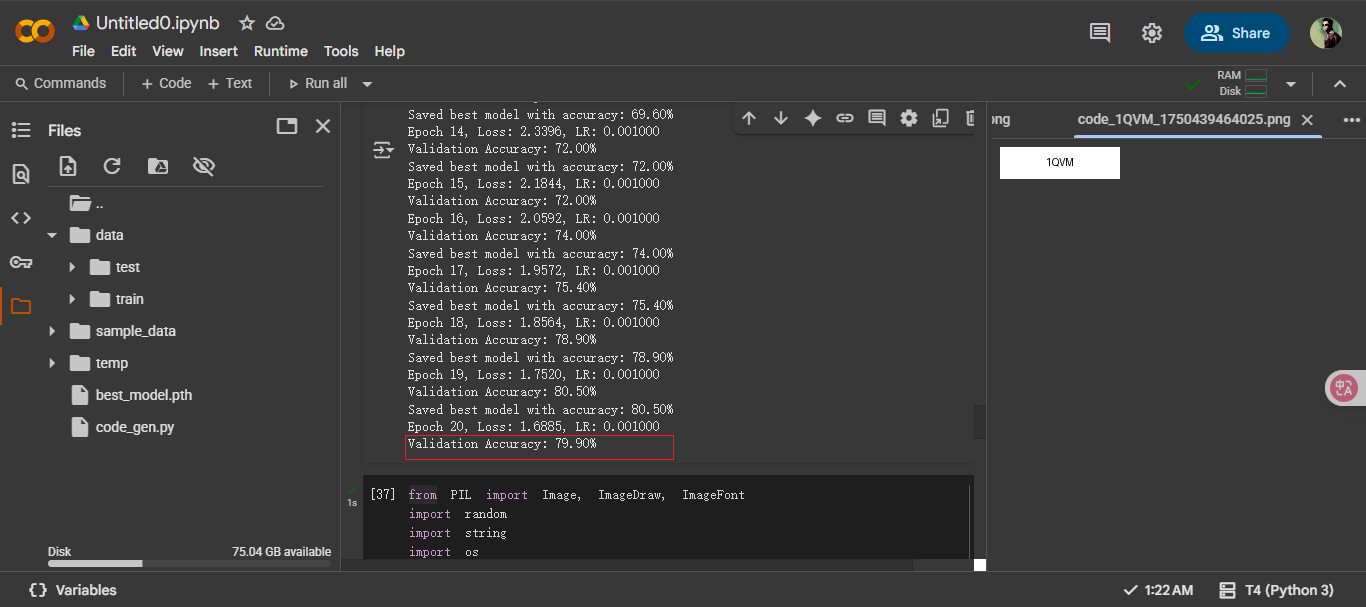 Untitled0.ipynb
File Edit View Insert Runtime Tools Help
Share
Commands + Code + Text Run all
RAM
Disk
Files
..
data
test
train
sample_data
temp
best_model.pth
code_gen.py
Disk 75.04 GB available
Saved best model with accuracy: 69.60%
Epoch 14, Loss: 2.3396, LR: 0.001000
Validation Accuracy: 72.00%
Saved best model with accuracy: 72.00%
Epoch 15, Loss: 2.1844, LR: 0.001000
Validation Accuracy: 72.00%
Epoch 16, Loss: 2.0592, LR: 0.001000
Validation Accuracy: 74.00%
Saved best model with accuracy: 74.00%
Epoch 17, Loss: 1.9572, LR: 0.001000
Validation Accuracy: 75.40%
Saved best model with accuracy: 75.40%
Epoch 18, Loss: 1.8564, LR: 0.001000
Validation Accuracy: 78.90%
Saved best model with accuracy: 78.90%
Epoch 19, Loss: 1.7520, LR: 0.001000
Validation Accuracy: 80.50%
Saved best model with accuracy: 80.50%
Epoch 20, Loss: 1.6885, LR: 0.001000
Validation Accuracy: 79.90%
1s
[37] from PIL import Image, ImageDraw, ImageFont
import random
import string
import os
png code_1QVM_1750439464025.png
1QVM
中A
{} Variables
1:22 AM T4 (Python 3)